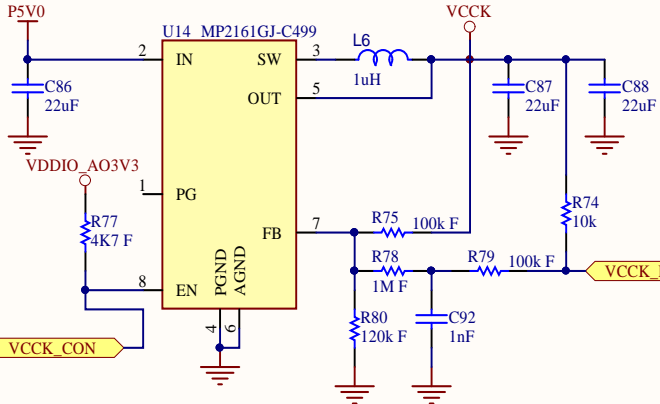 P5V0
VCCK
U14 MP2161GJ-C499
L6
2
IN
SW
3
1uH
C86
22uF
OUT
5
C87
22uF
C88
22uF
VDDIO_AO3V3
1
PG
R77
4K7 F
R75
100k F
R74
10k
FB
7
R78
1M F
R79
100k F
VCCK_
8
EN
PGND
AGND
R80
120k F
C92
1nF
4
6
VCCK_CON